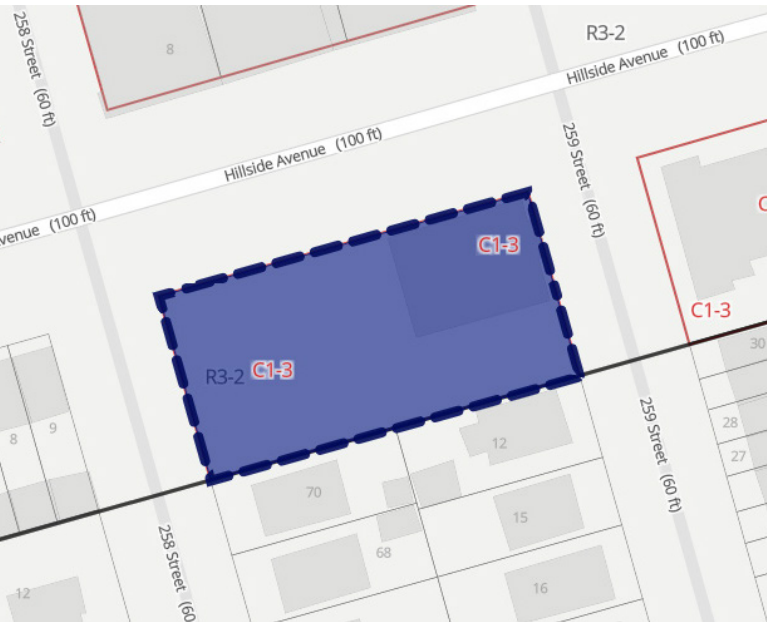 258 Street (60 ft)
R3-2
8
Hillside Avenue (100 ft)
Hillside Avenue (100 ft)
259 Street (60 ft)
venue (100 ft)
C
C1-3
C1-3
R3-2 C1-3
30
8
9
12
28
27
70
259 Street (60 ft)
15
258 Street (60
68
12
16